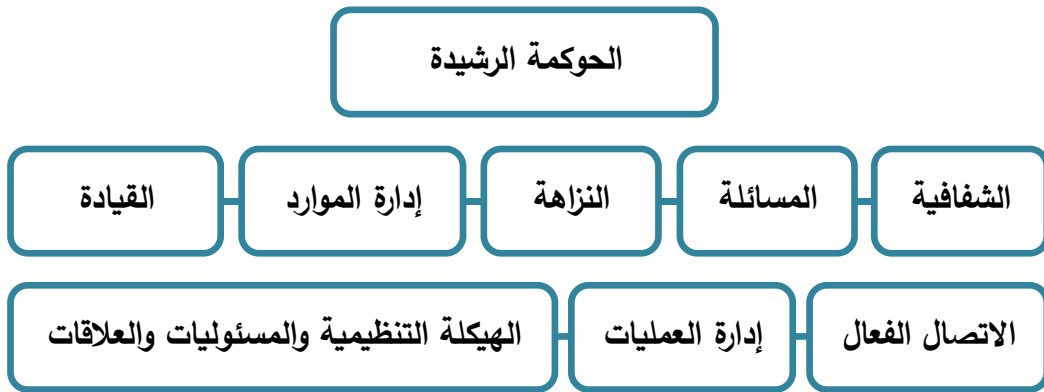 الحوكمة الرشيدة
الشفافية
المسائلة
النزاهة
إدارة الموارد
القيادة
الاتصال الفعال
إدارة العمليات
الهيكلة التنظيمية والمسئوليات والعلاقات